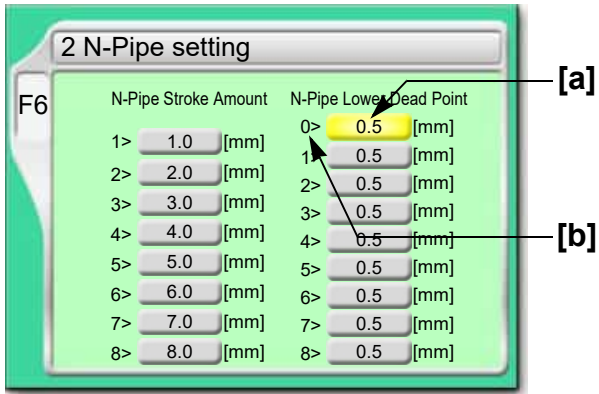 2 N-Pipe setting
F6
N-Pipe Stroke Amount N-Pipe Lower Dead Point
0> 0.5 [mm]
1> 1.0 [mm] 1> 0.5 [mm]
2> 2.0 [mm] 2> 0.5 [mm]
3> 3.0 [mm] 3> 0.5 [mm]
4> 4.0 [mm] 4> 0.5 [mm]
5> 5.0 [mm] 5> 0.5 [mm]
6> 6.0 [mm] 6> 0.5 [mm]
7> 7.0 [mm] 7> 0.5 [mm]
8> 8.0 [mm] 8> 0.5 [mm]
[a]
[b]